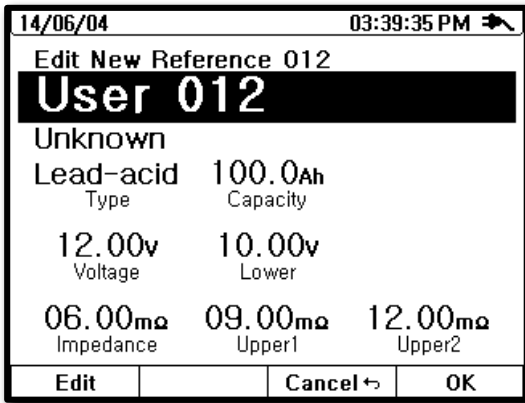 14/06/04 03:39:35 PM
Edit New Reference 012
User 012
Unknown
Lead-acid 100.0Ah
Type Capacity
12.00v 10.00v
Voltage Lower
06.00mΩ 09.00mΩ 12.00mΩ
Impedance Upper1 Upper2
Edit Cancel ↰ OK